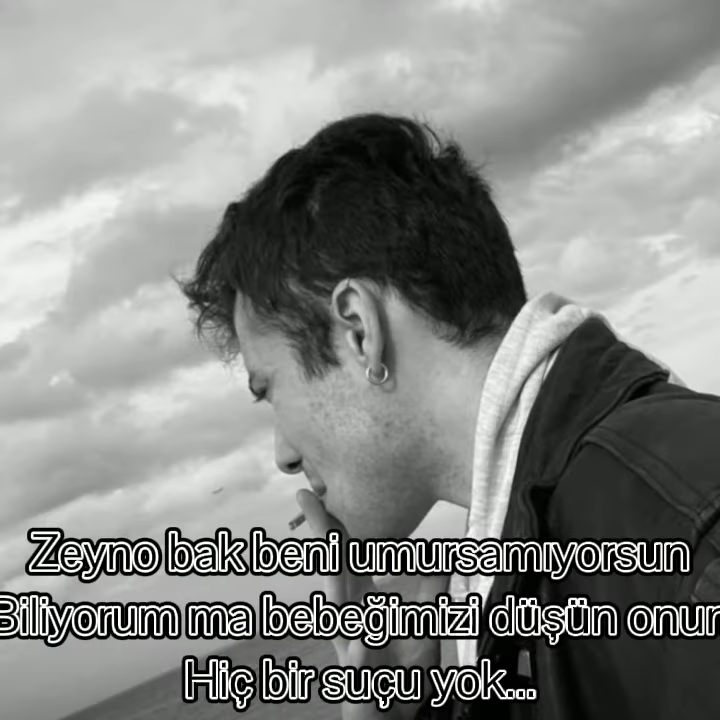 Zeyno bak beni umursamıyorsun
Biliyorum ma bebeğimizi düşün onun
Hiç bir suçu yok...